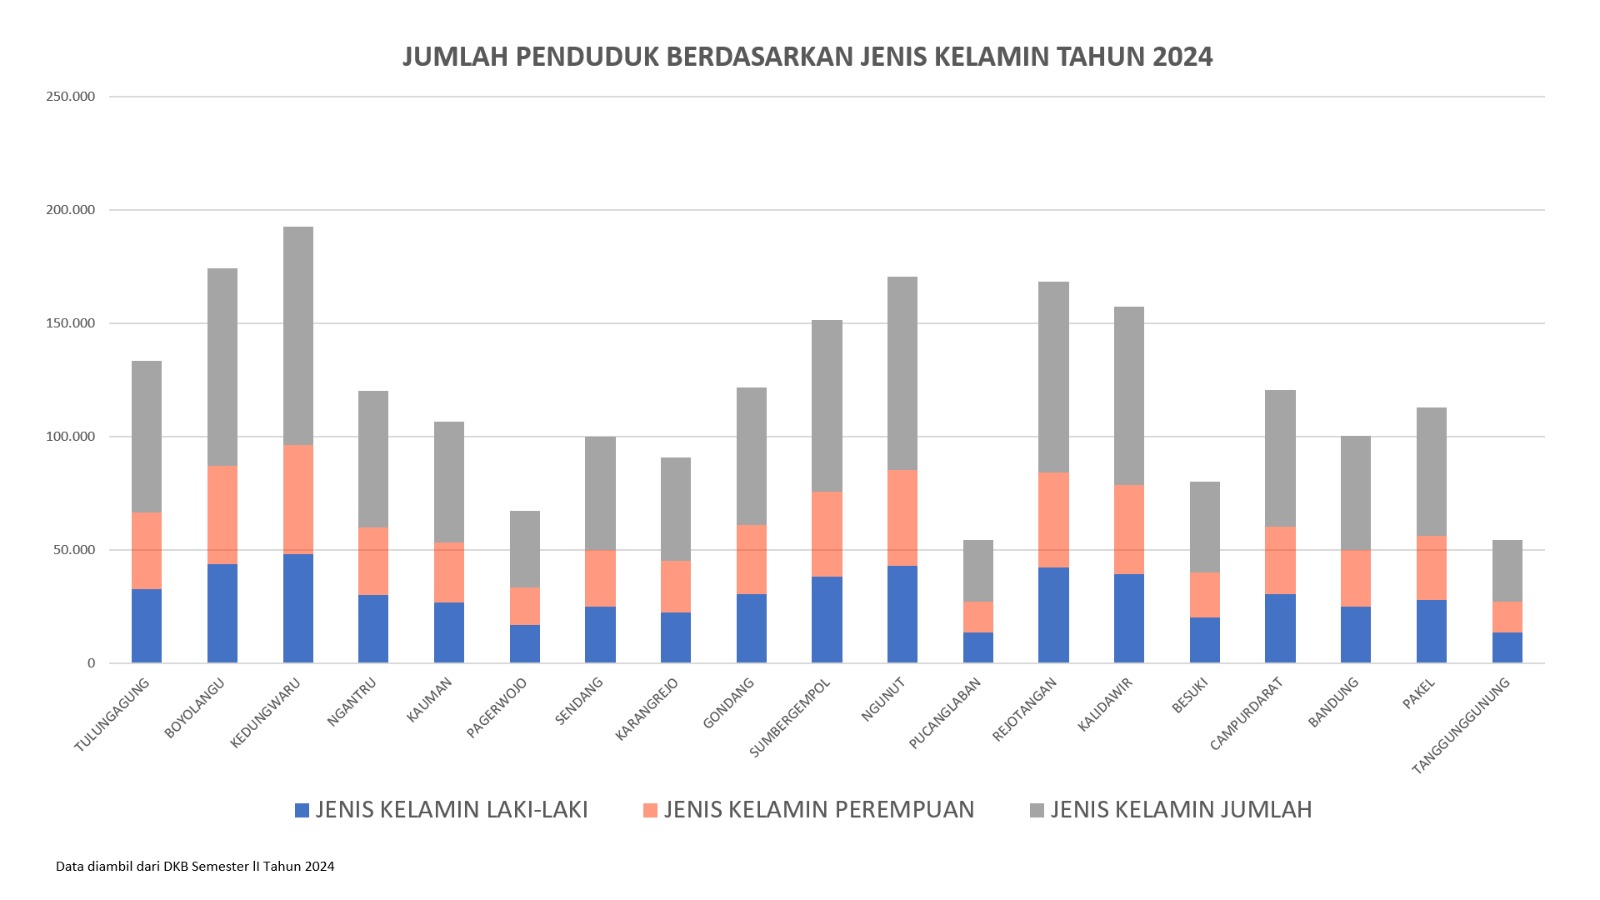 JUMLAH PENDUDUK BERDASARKAN JENIS KELAMIN TAHUN 2024
250.000
200.000
150.000
100.000
50.000
0
TULUNGAGUNG
BOYOLANGU
KEDUNGWARU
NGANTRU
KAUMAN
PAGERWOJO
SENDANG
KARANGREJO
GONDANG
SUMBERGEMPOL
NGUNUT
PUCANGLABAN
REJOTANGAN
KALIDAWIR
BESUKI
CAMPURDARAT
BANDUNG
PAKEL
TANGGUNGGUNUNG
JENIS KELAMIN LAKI-LAKI
JENIS KELAMIN PEREMPUAN
JENIS KELAMIN JUMLAH
Data diambil dari DKB Semester lI Tahun 2024